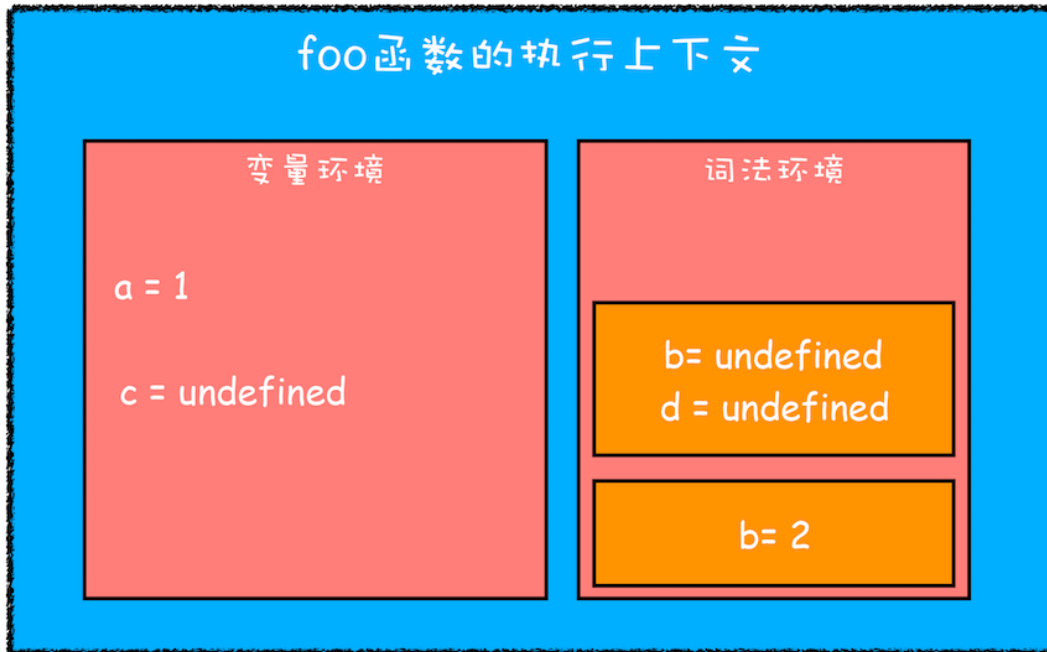 foo函数的执行上下文
变量环境
a = 1
c = undefined
词法环境
b= undefined
d = undefined
b= 2